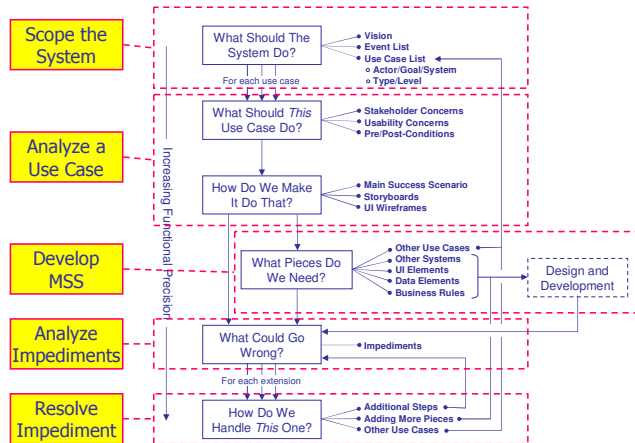 Scope the
System
What Should The
System Do?
Vision
Event List
Use Case List
Actor/Goal/System
Type/Level
For each use case
Analyze a
Use Case
What Should This
Use Case Do?
Stakeholder Concerns
Usability Concerns
Pre/Post-Conditions
Increasing Functional Precision
How Do We Make
It Do That?
Main Success Scenario
Storyboards
UI Wireframes
Develop
MSS
What Pieces Do
We Need?
Other Use Cases
Other Systems
UI Elements
Data Elements
Business Rules
Design and
Development
Analyze
Impediments
What Could Go
Wrong?
Impediments
For each extension
Resolve
Impediment
How Do We
Handle This One?
Additional Steps
Adding More Pieces
Other Use Cases